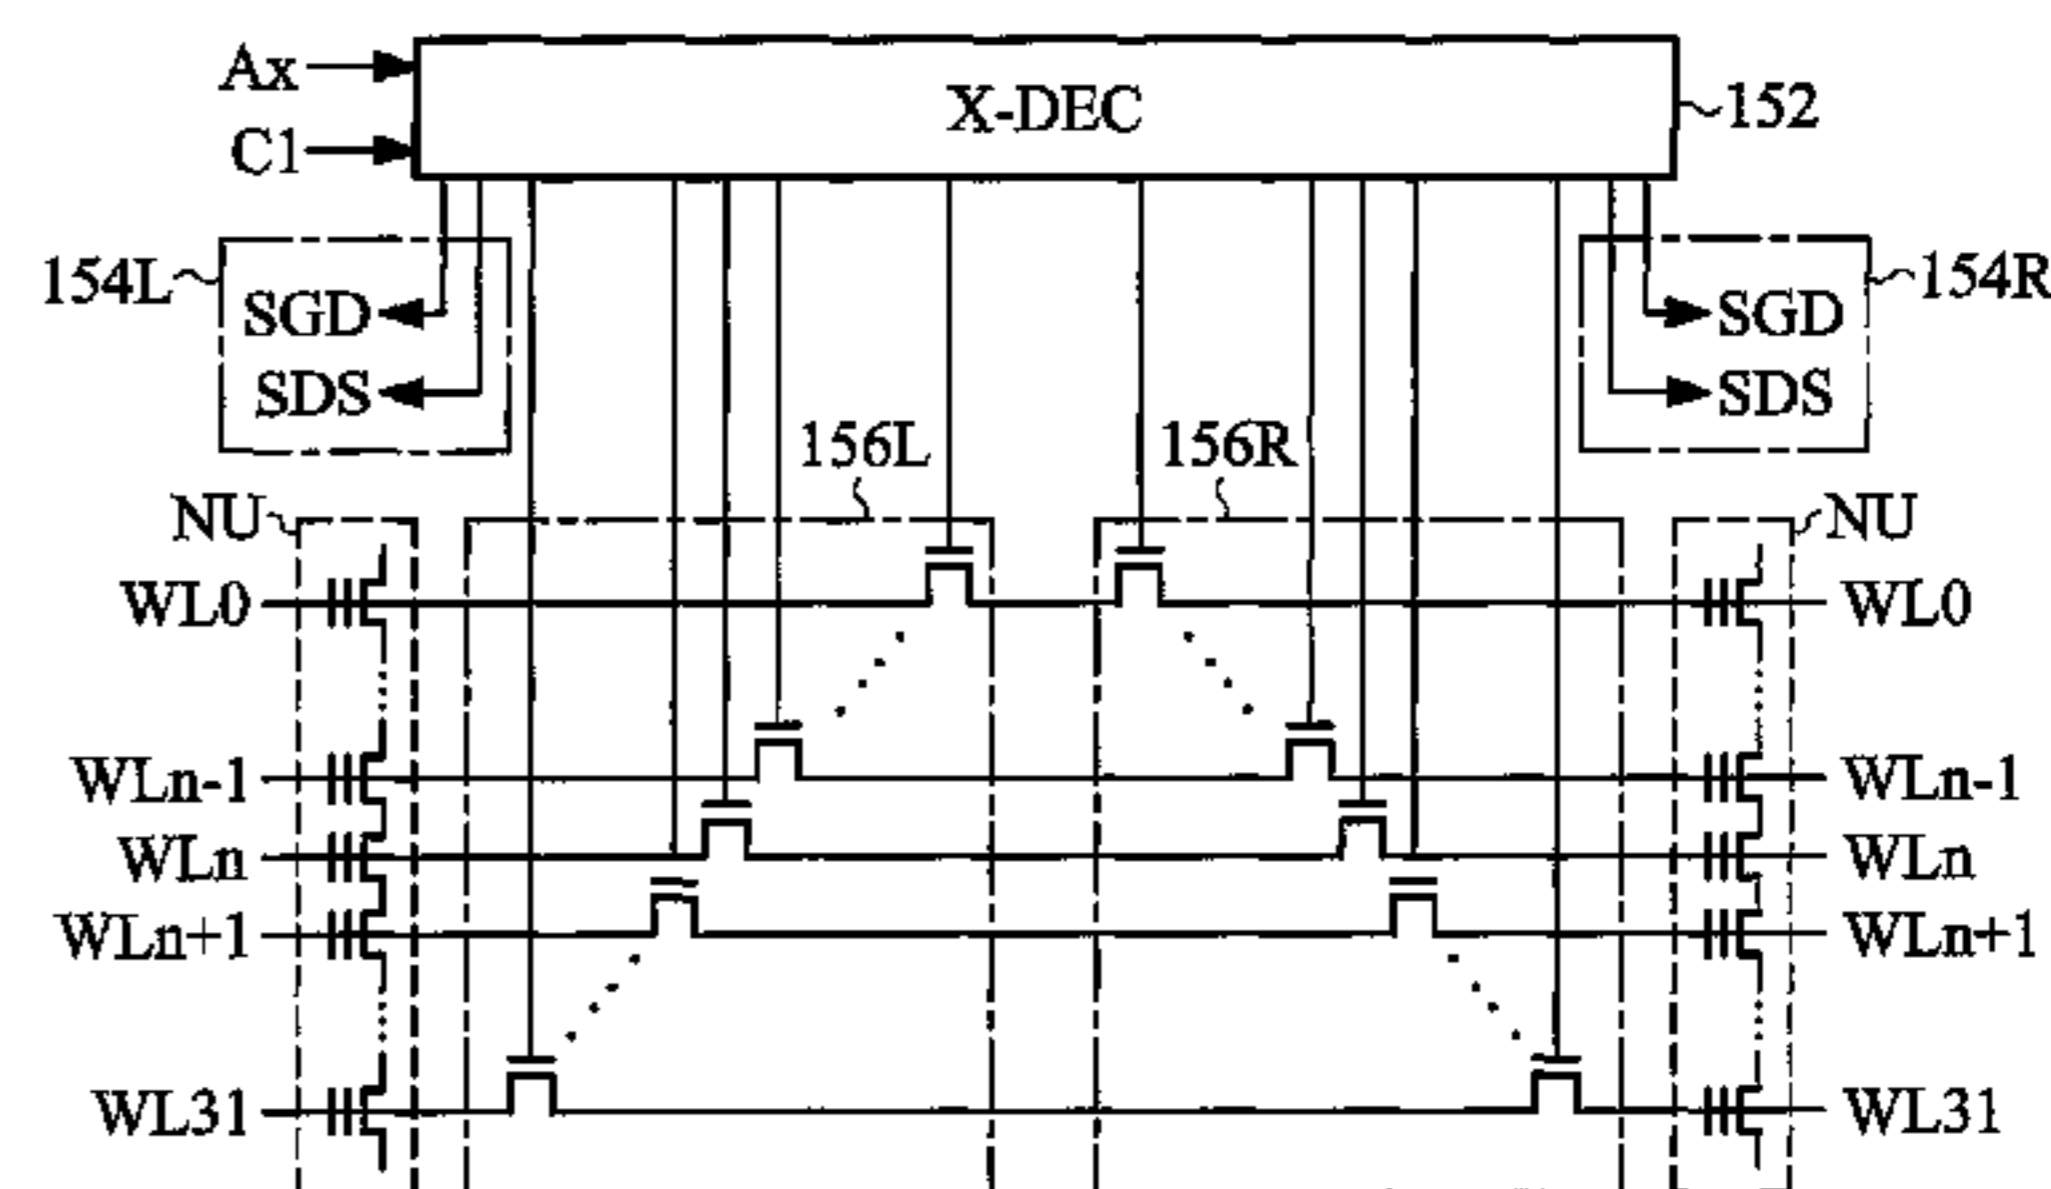 Ax
X-DEC
152
C1
154L
SGD
SDS
154R
SGD
SDS
156L
156R
NU
NU
WL0
WL0
WLn-1
WLn-1
WLn
WLn
WLn+1
WLn+1
WL31
WL31